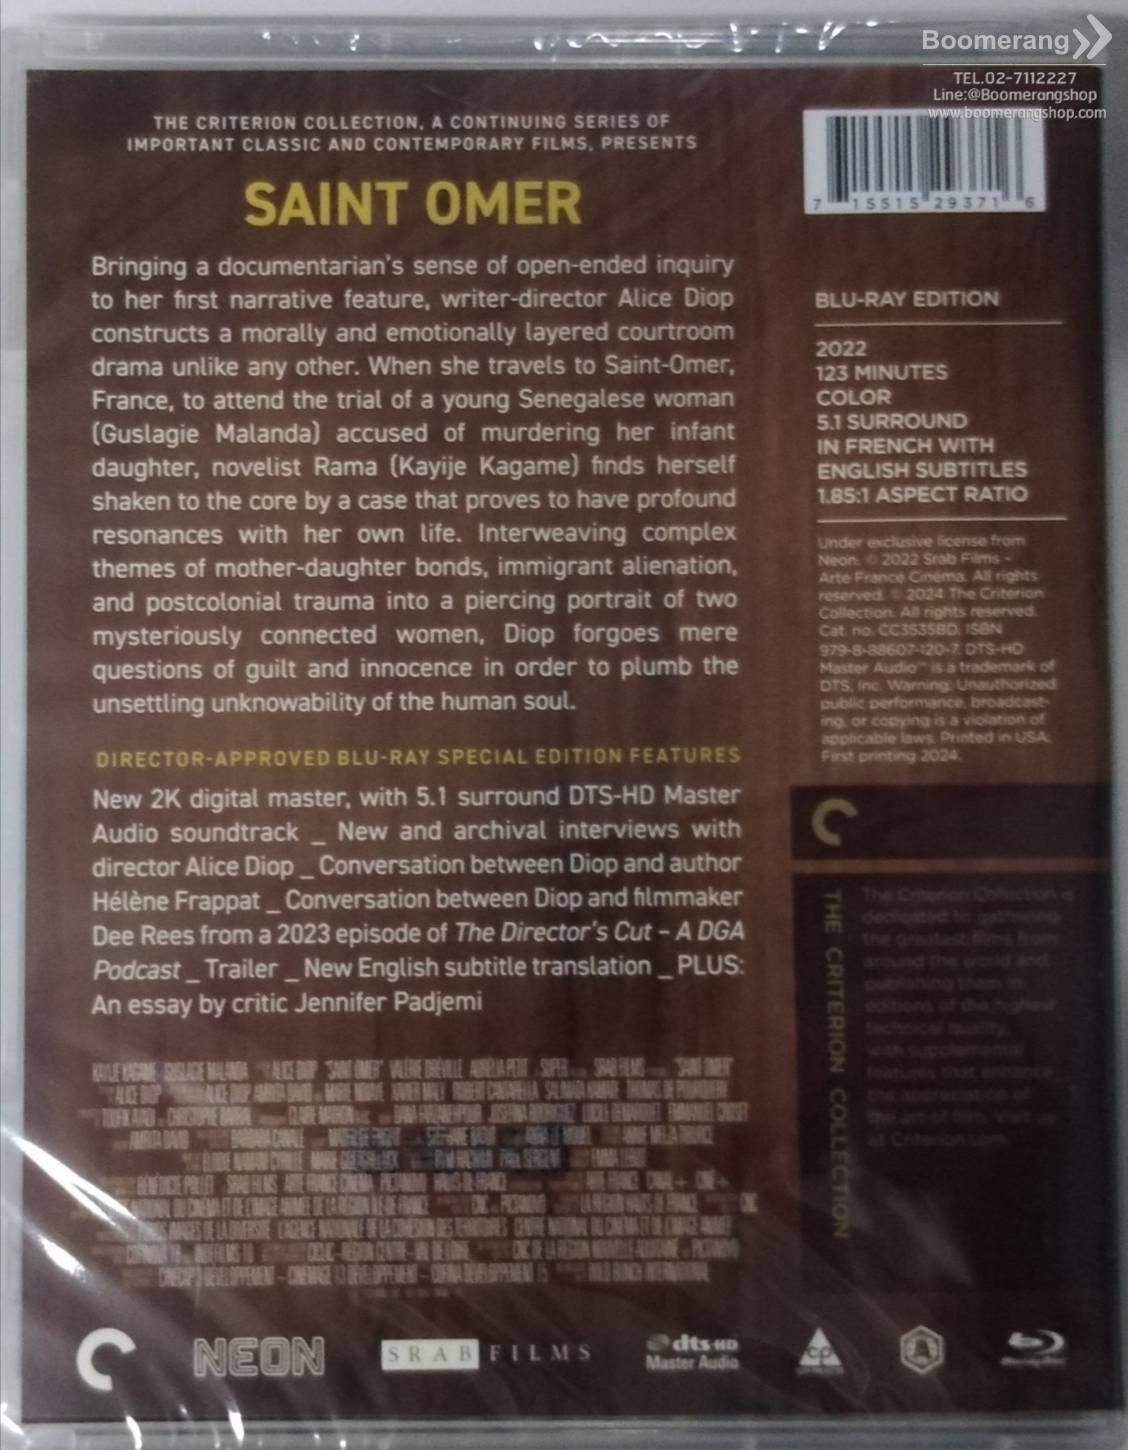 Boomerang
TEL.02-7112227
Line:@Boomerangshop
www.boomerangshop.com
THE CRITERION COLLECTION, A CONTINUING SERIES OF
IMPORTANT CLASSIC AND CONTEMPORARY FILMS, PRESENTS
SAINT OMER
Bringing a documentarian's sense of open-ended inquiry
to her first narrative feature, writer-director Alice Diop
constructs a morally and emotionally layered courtroom
drama unlike any other. When she travels to Saint-Omer,
France, to attend the trial of a young Senegalese woman
(Guslagie Malanda) accused of murdering her infant
daughter, novelist Rama (Kayije Kagame) finds herself
shaken to the core by a case that proves to have profound
resonances with her own life. Interweaving complex
themes of mother-daughter bonds, immigrant alienation,
and postcolonial trauma into a piercing portrait of two
mysteriously connected women, Diop forgoes mere
questions of guilt and innocence in order to plumb the
unsettling unknowability of the human soul.
DIRECTOR-APPROVED BLU-RAY SPECIAL EDITION FEATURES
New 2K digital master, with 5.1 surround DTS-HD Master
Audio soundtrack _ New and archival interviews with
director Alice Diop _ Conversation between Diop and author
Hélène Frappat _ Conversation between Diop and filmmaker
Dee Rees from a 2023 episode of The Director's Cut – A DGA
Podcast _ Trailer _ New English subtitle translation _ PLUS:
An essay by critic Jennifer Padjemi
7 15515 29371 6
BLU-RAY EDITION
2022
123 MINUTES
COLOR
5.1 SURROUND
IN FRENCH WITH
ENGLISH SUBTITLES
1.85:1 ASPECT RATIO
Under exclusive license from
Neon. © 2022 Srab Films –
Arte France Cinéma. All rights
reserved. © 2024 The Criterion
Collection. All rights reserved.
Cat. no. CC3535BD. ISBN
979-8-88607-120-7. DTS-HD
Master Audio™ is a trademark of
DTS, Inc. Warning: Unauthorized
public performance, broadcast-
ing, or copying is a violation of
applicable laws. Printed in USA.
First printing 2024.
THE CRITERION COLLECTION
The Criterion Collection is
dedicated to gathering
the greatest films from
around the world and
publishing them in
editions of the highest
technical quality,
with supplemental
features that enhance
the appreciation of
the art of film. Visit us
at Criterion.com
KAYIJE KAGAME GUSLAGIE MALANDA ALICE DIOP "SAINT OMER" VALÉRIE DRÉVILLE AURÉLIA PETIT SRAB FILMS "SAINT OMER"
NEON
SRAB FILMS
dts-HD
Master Audio